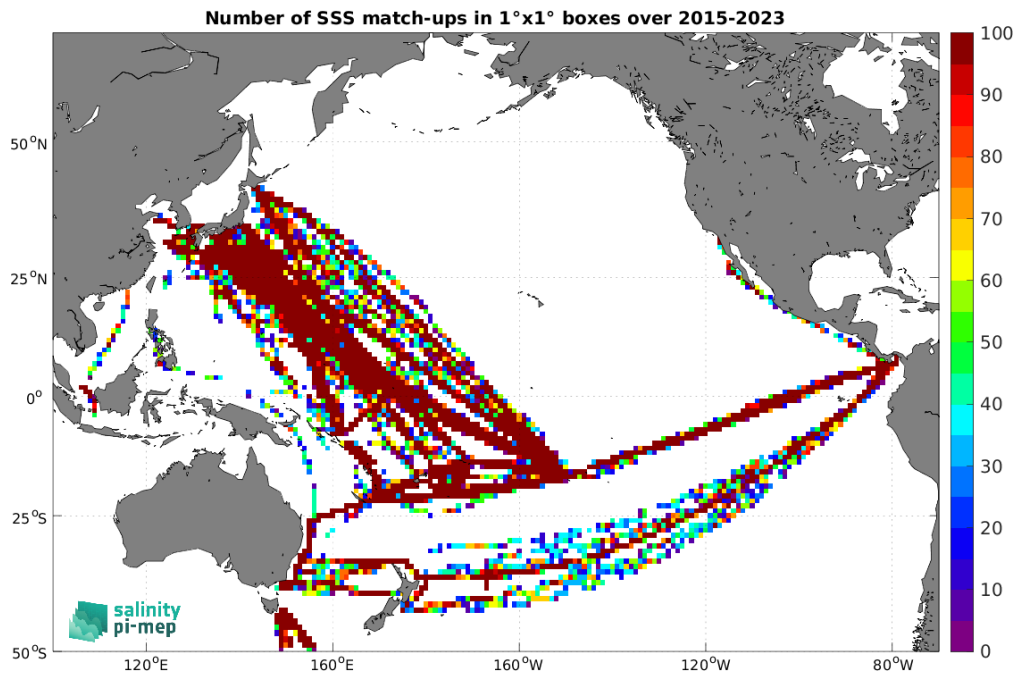 Number of SSS match-ups in 1°x1° boxes over 2015-2023
100
90
80
70
60
50
40
30
20
10
0
50°N
25°N
0°
25°S
50°S
120°E
160°E
160°W
120°W
80°W
salinity
pi-mep